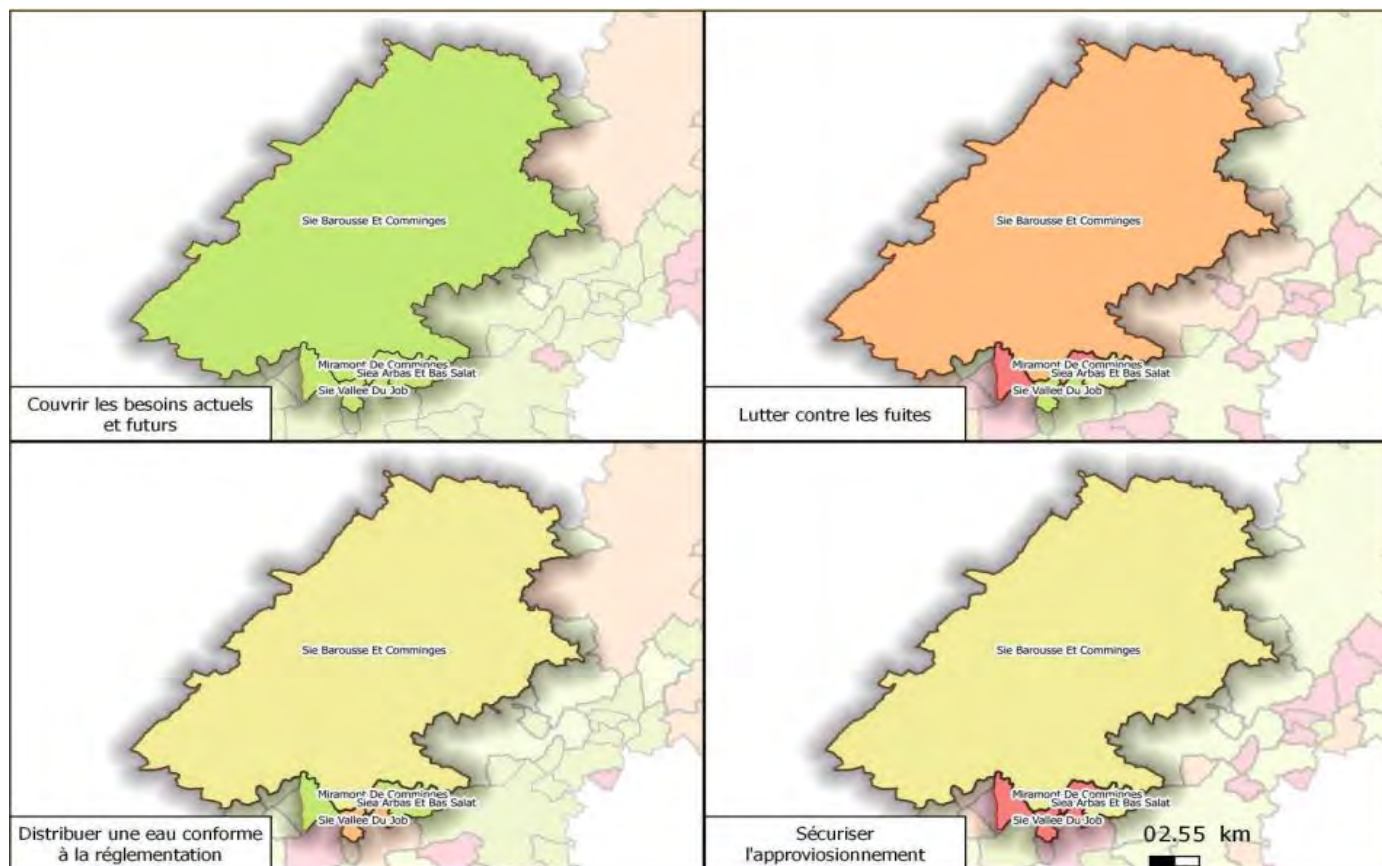 Sie Barousse Et Comminges
Miramont De Comminges
Siea Arbas Et Bas Salat
Sie Vallee Du Job
Couvrir les besoins actuels
et futurs
Sie Barousse Et Comminges
Miramont De Comminges
Siea Arbas Et Bas Salat
Sie Vallee Du Job
Lutter contre les fuites
Sie Barousse Et Comminges
Miramont De Comminges
Siea Arbas Et Bas Salat
Sie Vallee Du Job
Distribuer une eau conforme
à la réglementation
Sie Barousse Et Comminges
Miramont De Comminges
Siea Arbas Et Bas Salat
Sie Vallee Du Job
Sécuriser
l'approviosionnement
02.55 km